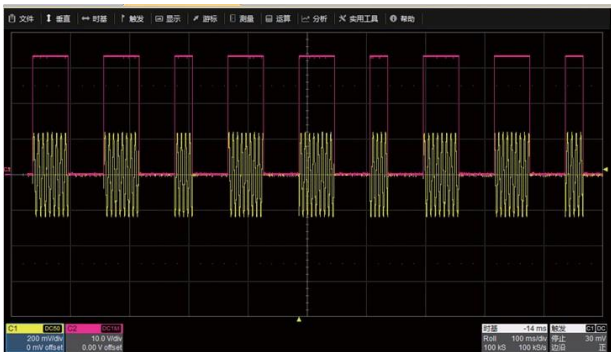 文件 垂直 时基 触发 显示 游标 测量 运算 分析 实用工具 帮助
C1 DC50 C2 DC1M
200 mV/div 10.0 V/div
0 mV offset 0.00 V offset
时基 -14 ms 触发 C1 DC
Roll 100 ms/div 停止 30 mV
100 kS 100 kS/s 边沿 正